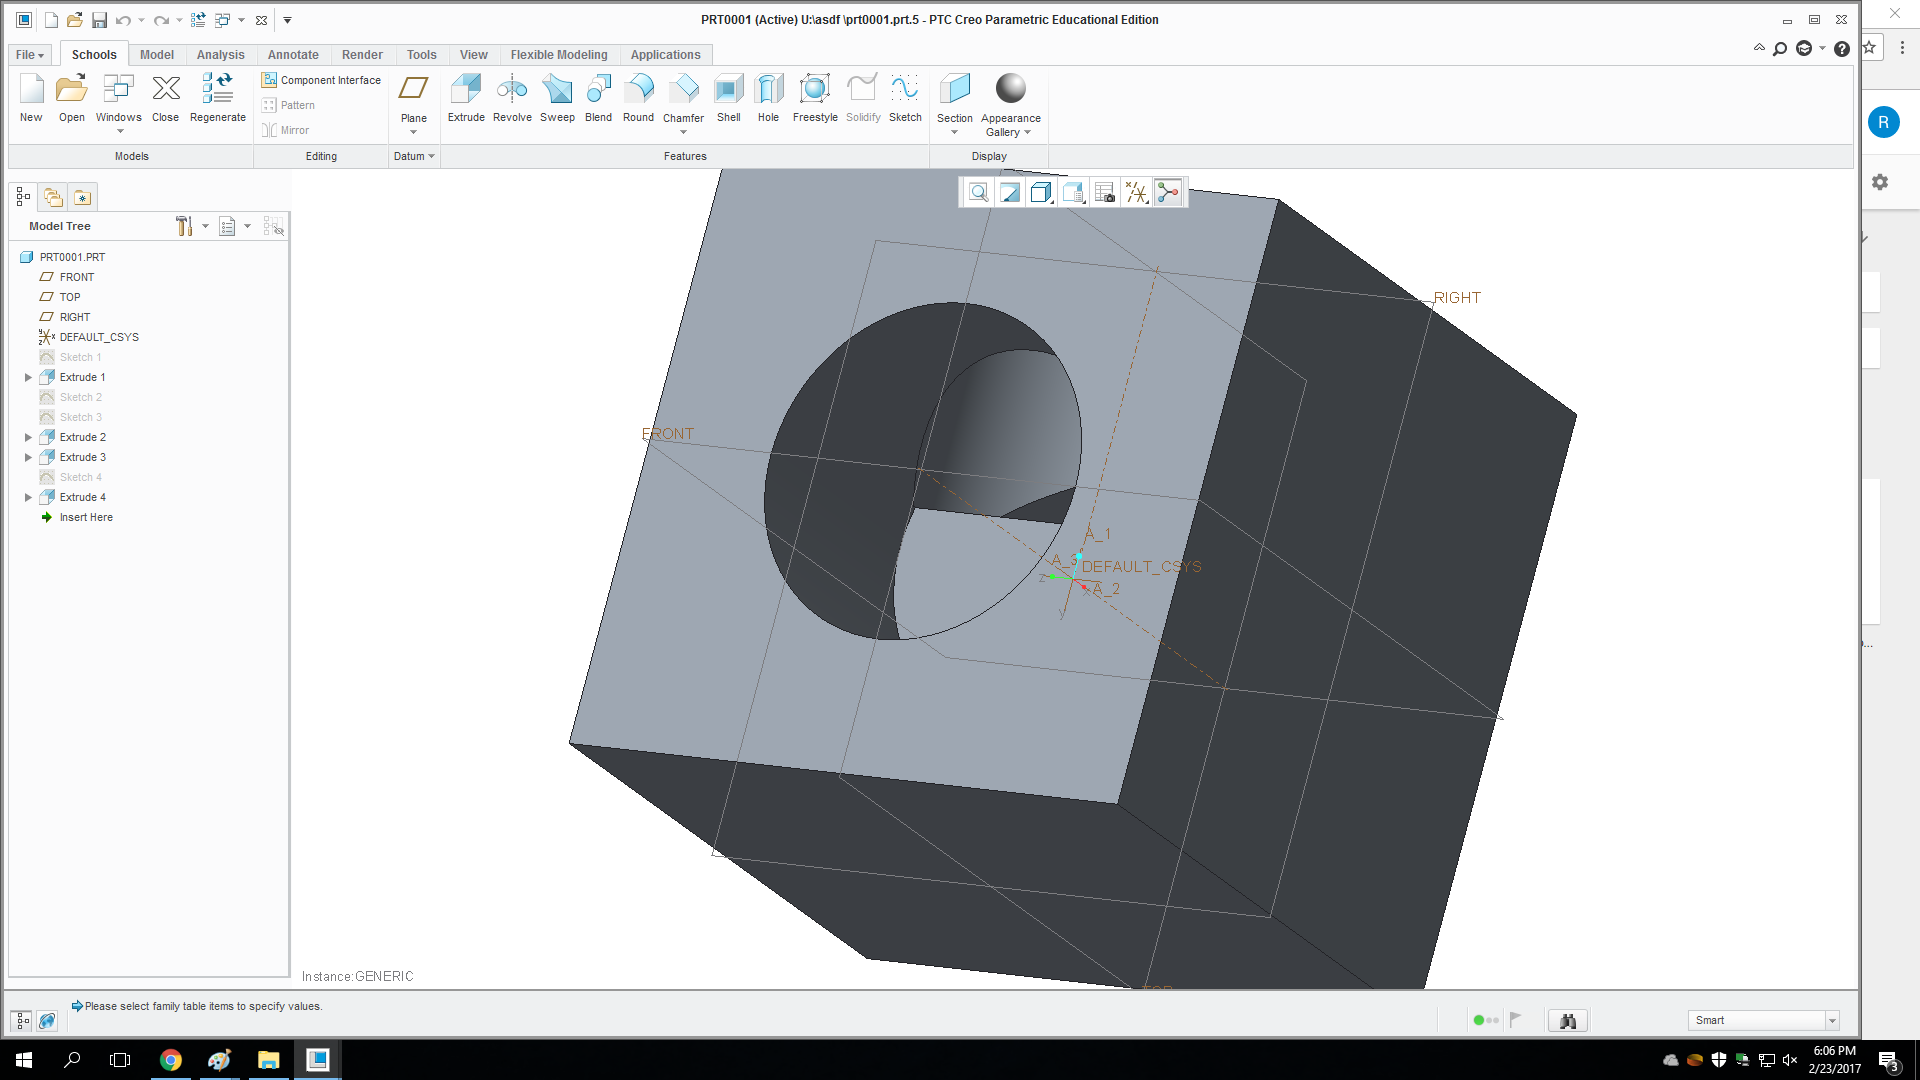 PRT0001 (Active) U:\asdf \prt0001.prt.5 - PTC Creo Parametric Educational Edition
File
Schools
Model
Analysis
Annotate
Render
Tools
View
Flexible Modeling
Applications
New
Open
Windows
Close
Regenerate
Component Interface
Pattern
Mirror
Plane
Extrude
Revolve
Sweep
Blend
Round
Chamfer
Shell
Hole
Freestyle
Solidify
Sketch
Section
Appearance
Gallery
Models
Editing
Datum
Features
Display
R
Model Tree
PRT0001.PRT
FRONT
TOP
RIGHT
DEFAULT_CSYS
Sketch 1
Extrude 1
Sketch 2
Sketch 3
Extrude 2
Extrude 3
Sketch 4
Extrude 4
Insert Here
RIGHT
FRONT
A_1
A_3
DEFAULT_CSYS
Z
X
A_2
y
TOP
Instance:GENERIC
Please select family table items to specify values.
Smart
6:06 PM
2/23/2017
3